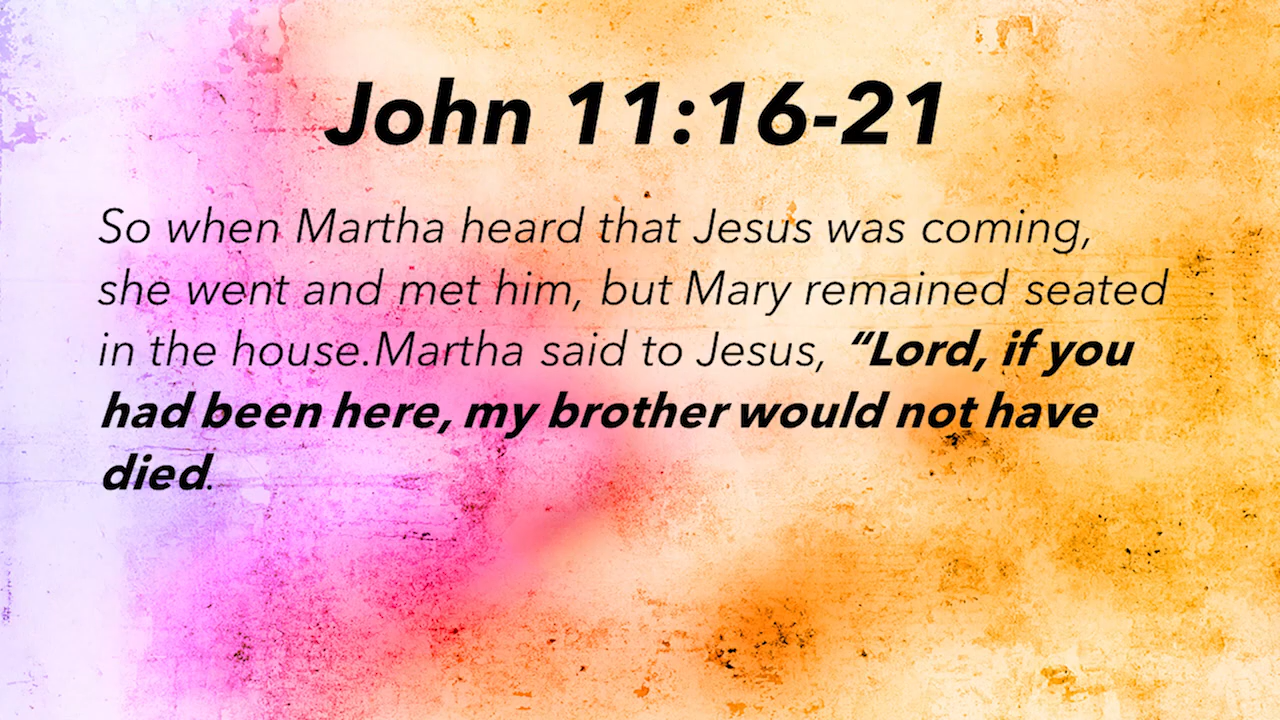 John 11:16-21
So when Martha heard that Jesus was coming,
she went and met him, but Mary remained seated
in the house.Martha said to Jesus, “Lord, if you
had been here, my brother would not have
died.